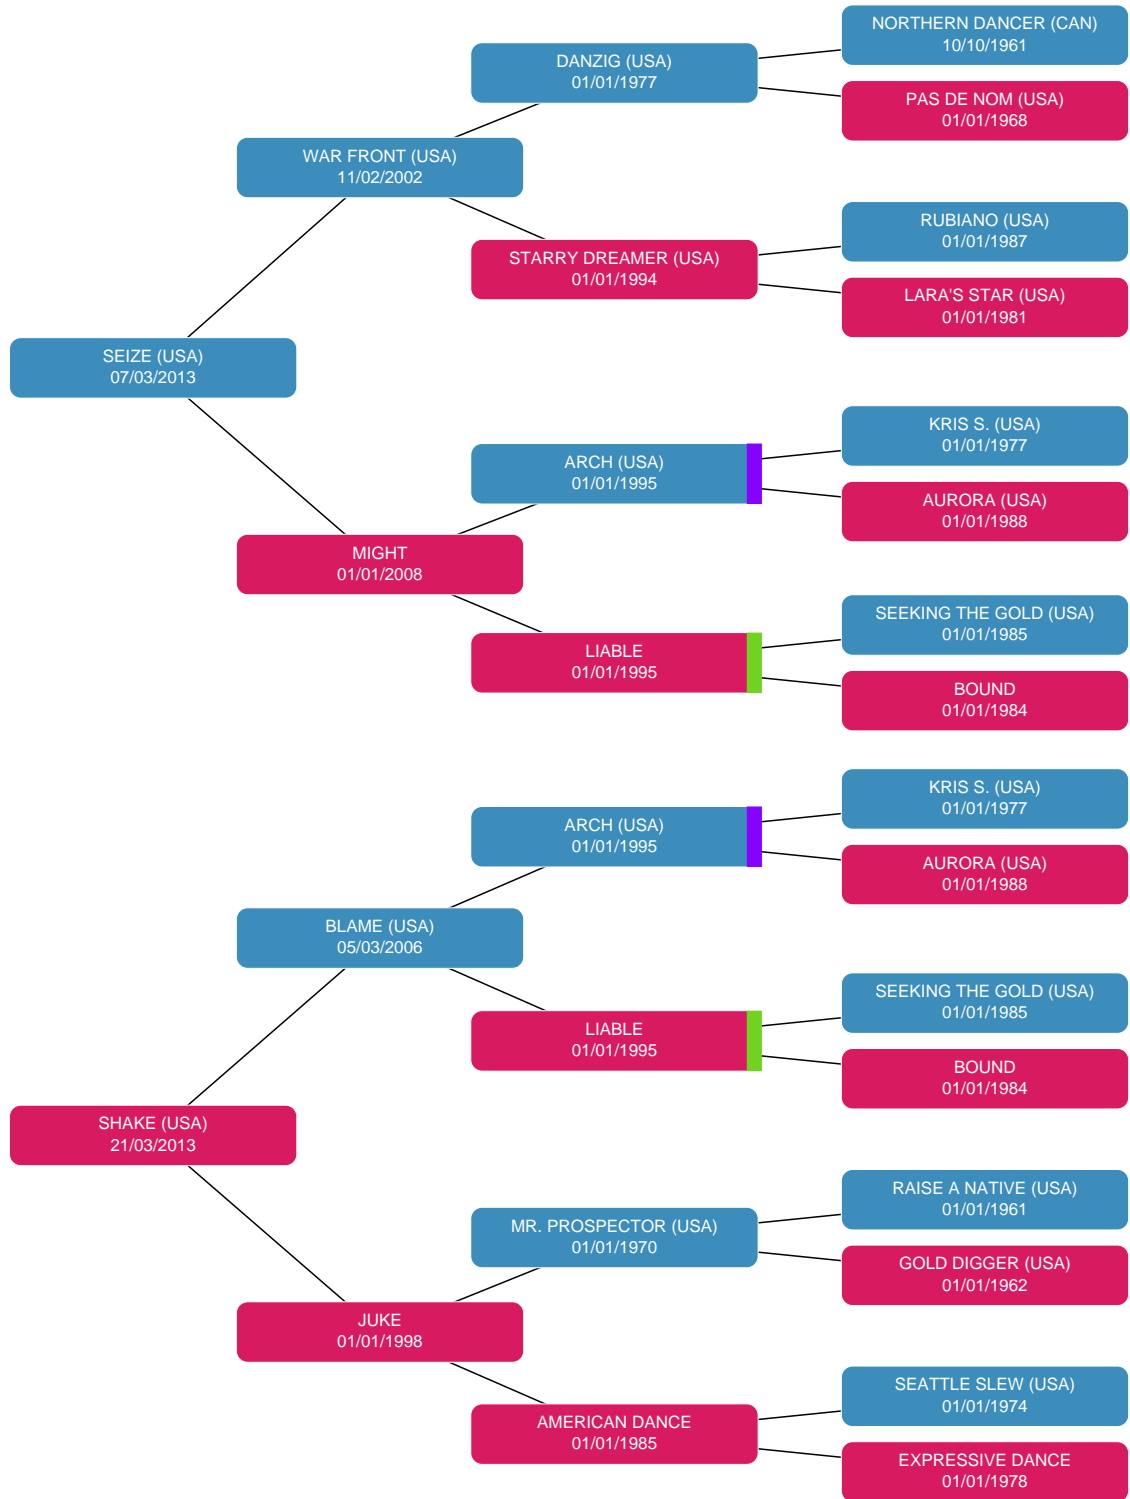 NORTHERN DANCER (CAN)
10/10/1961
DANZIG (USA)
01/01/1977
PAS DE NOM (USA)
01/01/1968
WAR FRONT (USA)
11/02/2002
RUBIANO (USA)
01/01/1987
STARRY DREAMER (USA)
01/01/1994
LARA'S STAR (USA)
01/01/1981
SEIZE (USA)
07/03/2013
KRIS S. (USA)
01/01/1977
ARCH (USA)
01/01/1995
AURORA (USA)
01/01/1988
MIGHT
01/01/2008
SEEKING THE GOLD (USA)
01/01/1985
LIABLE
01/01/1995
BOUND
01/01/1984
KRIS S. (USA)
01/01/1977
ARCH (USA)
01/01/1995
AURORA (USA)
01/01/1988
BLAME (USA)
05/03/2006
SEEKING THE GOLD (USA)
01/01/1985
LIABLE
01/01/1995
BOUND
01/01/1984
SHAKE (USA)
21/03/2013
RAISE A NATIVE (USA)
01/01/1961
MR. PROSPECTOR (USA)
01/01/1970
GOLD DIGGER (USA)
01/01/1962
JUKE
01/01/1998
SEATTLE SLEW (USA)
01/01/1974
AMERICAN DANCE
01/01/1985
EXPRESSIVE DANCE
01/01/1978